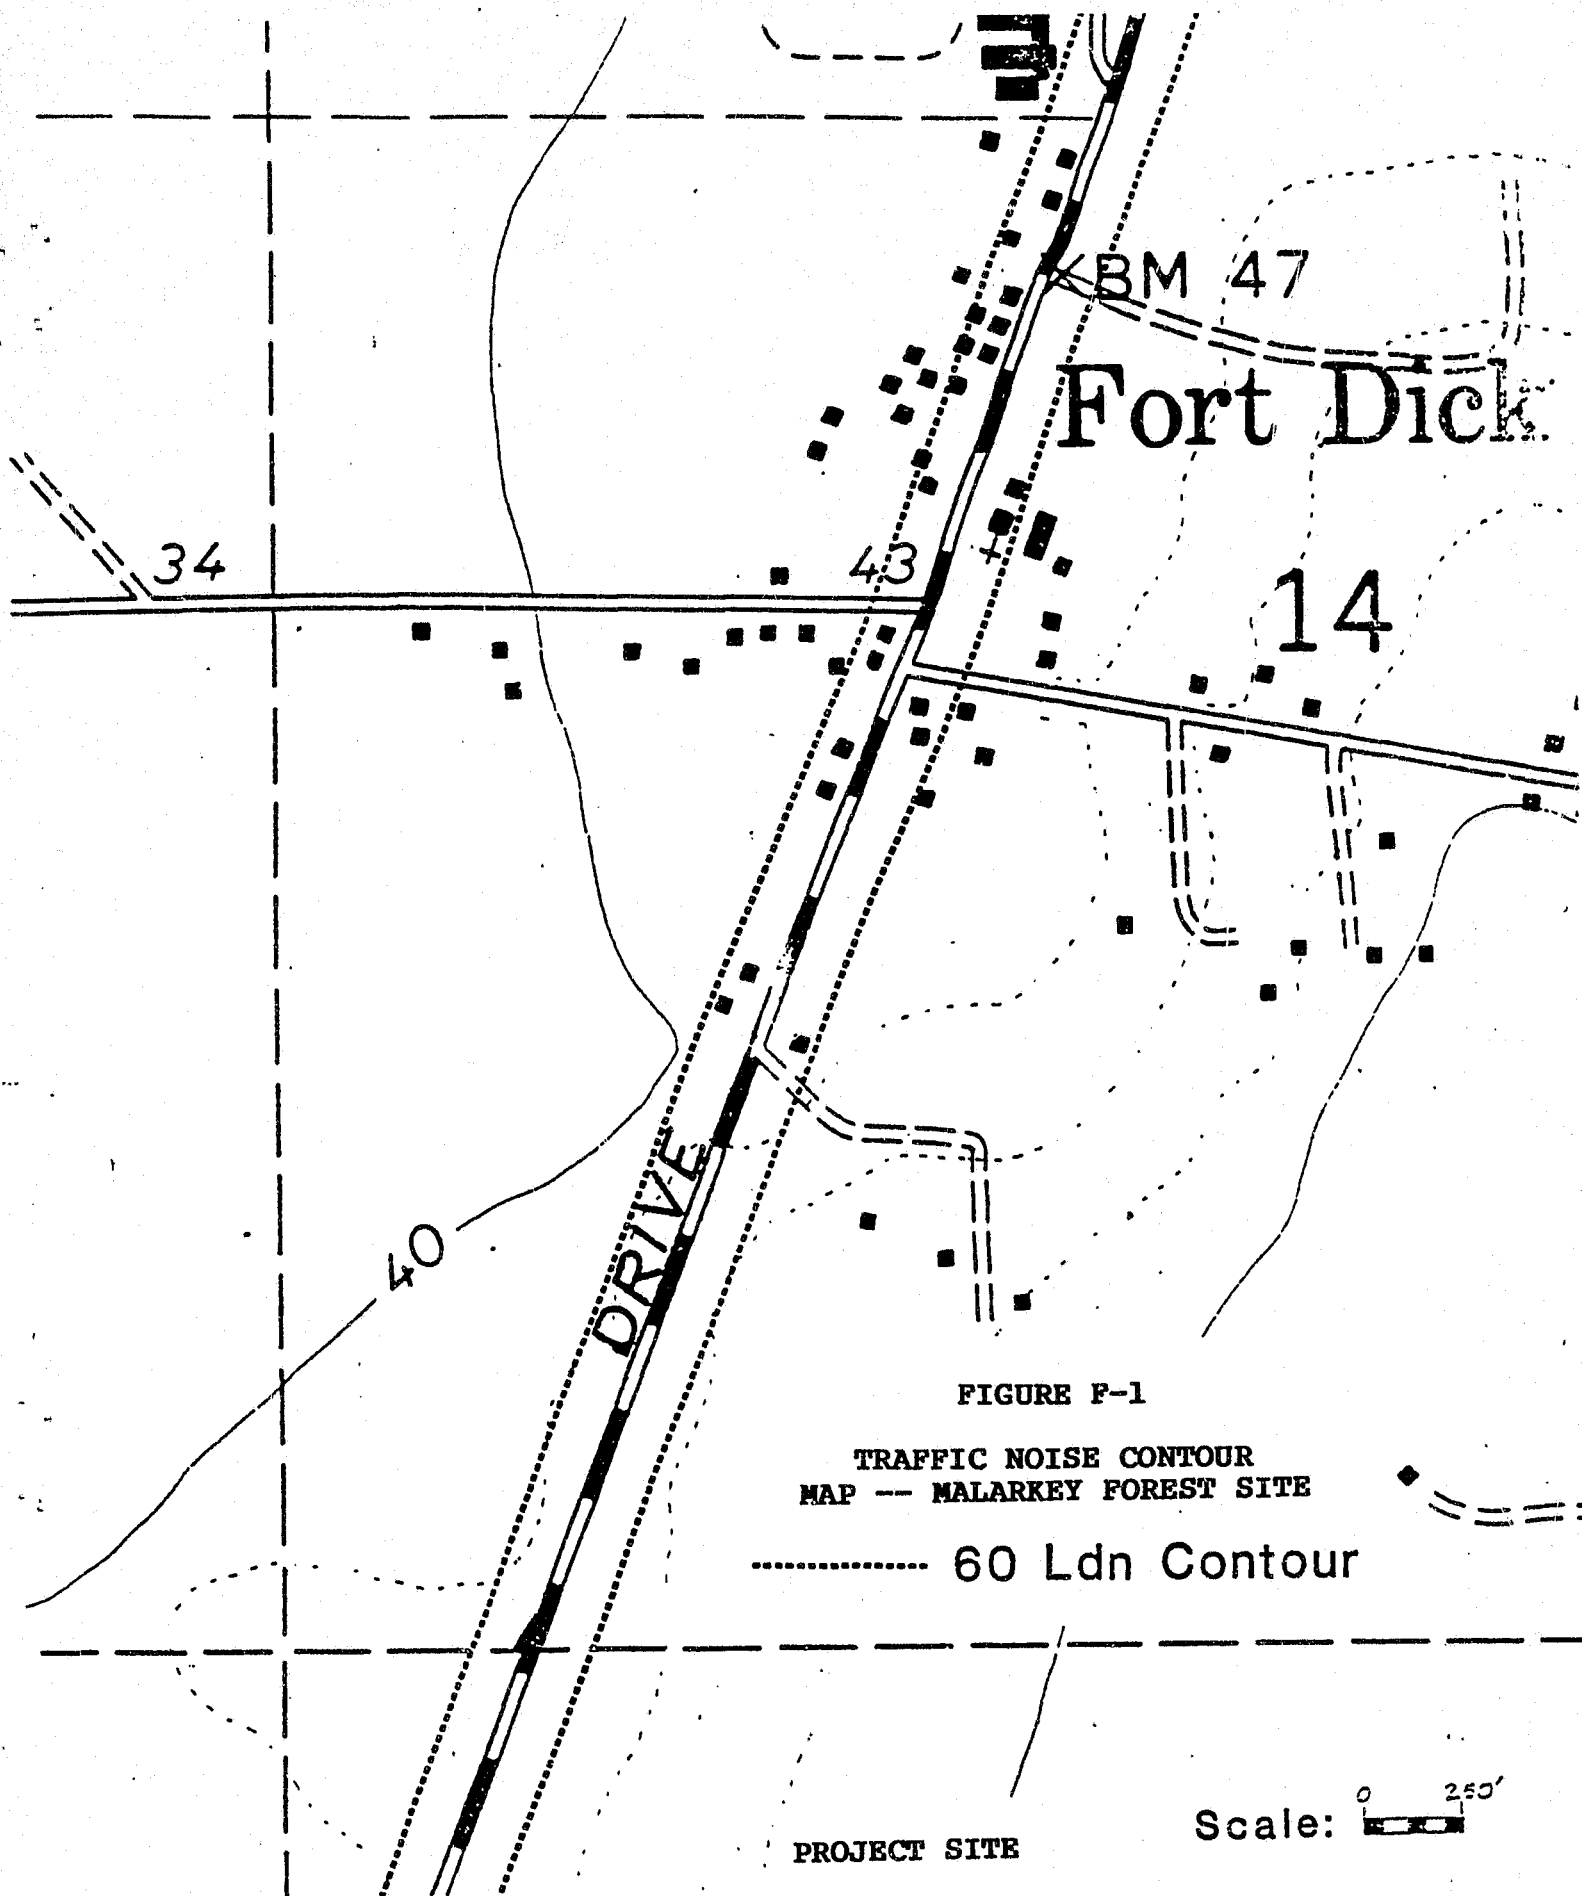 BM 47
Fort Dick
34
43
14
40
DRIVE
FIGURE F-1
TRAFFIC NOISE CONTOUR
MAP -- MALARKEY FOREST SITE
60 Ldn Contour
0 250'
Scale:
PROJECT SITE